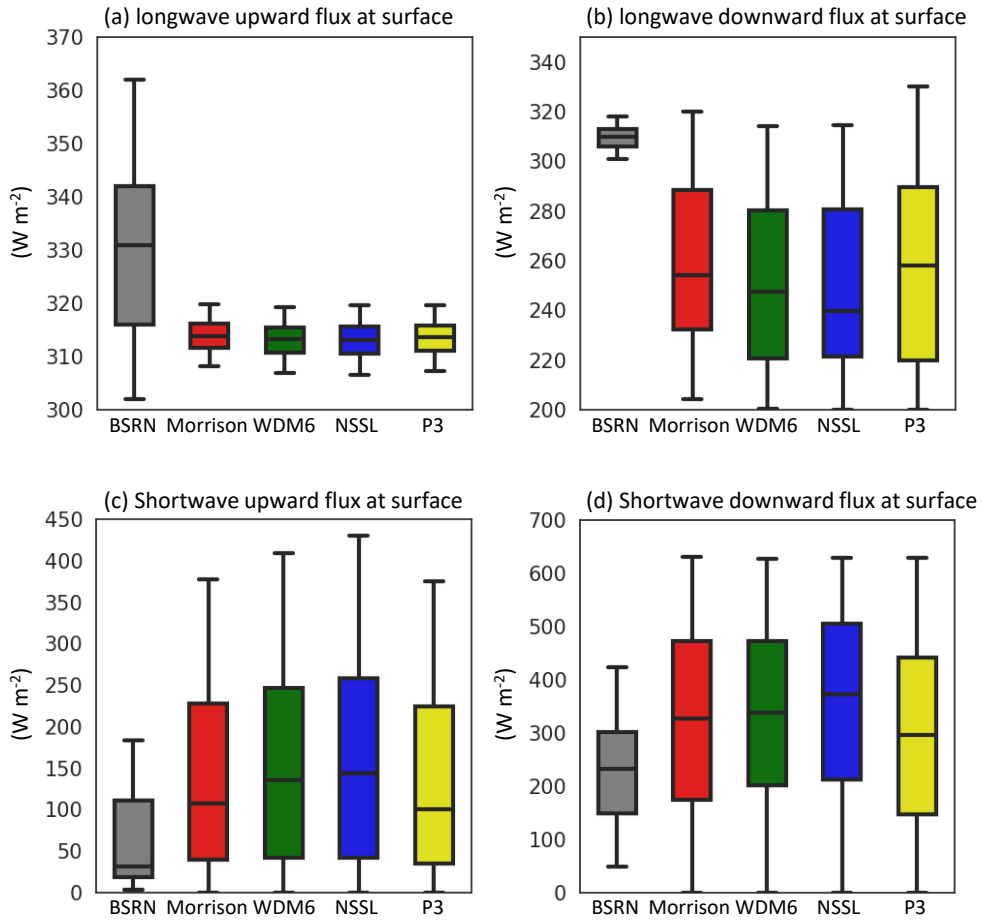 (a) longwave upward flux at surface
370
360
350
340
330
320
310
300
(W m-2)
BSRN Morrison WDM6 NSSL P3
(b) longwave downward flux at surface
340
320
300
280
260
240
220
200
(W m-2)
BSRN Morrison WDM6 NSSL P3
(c) Shortwave upward flux at surface
450
400
350
300
250
200
150
100
50
0
(W m-2)
BSRN Morrison WDM6 NSSL P3
(d) Shortwave downward flux at surface
700
600
500
400
300
200
100
0
(W m-2)
BSRN Morrison WDM6 NSSL P3